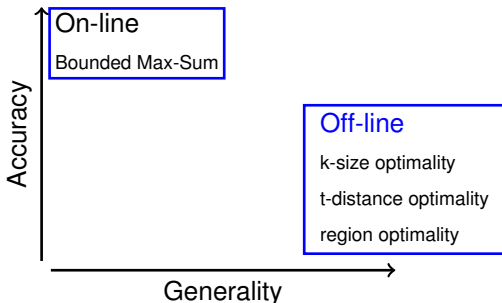 On-line
Bounded Max-Sum
Accuracy
Off-line
k-size optimality
t-distance optimality
region optimality
Generality